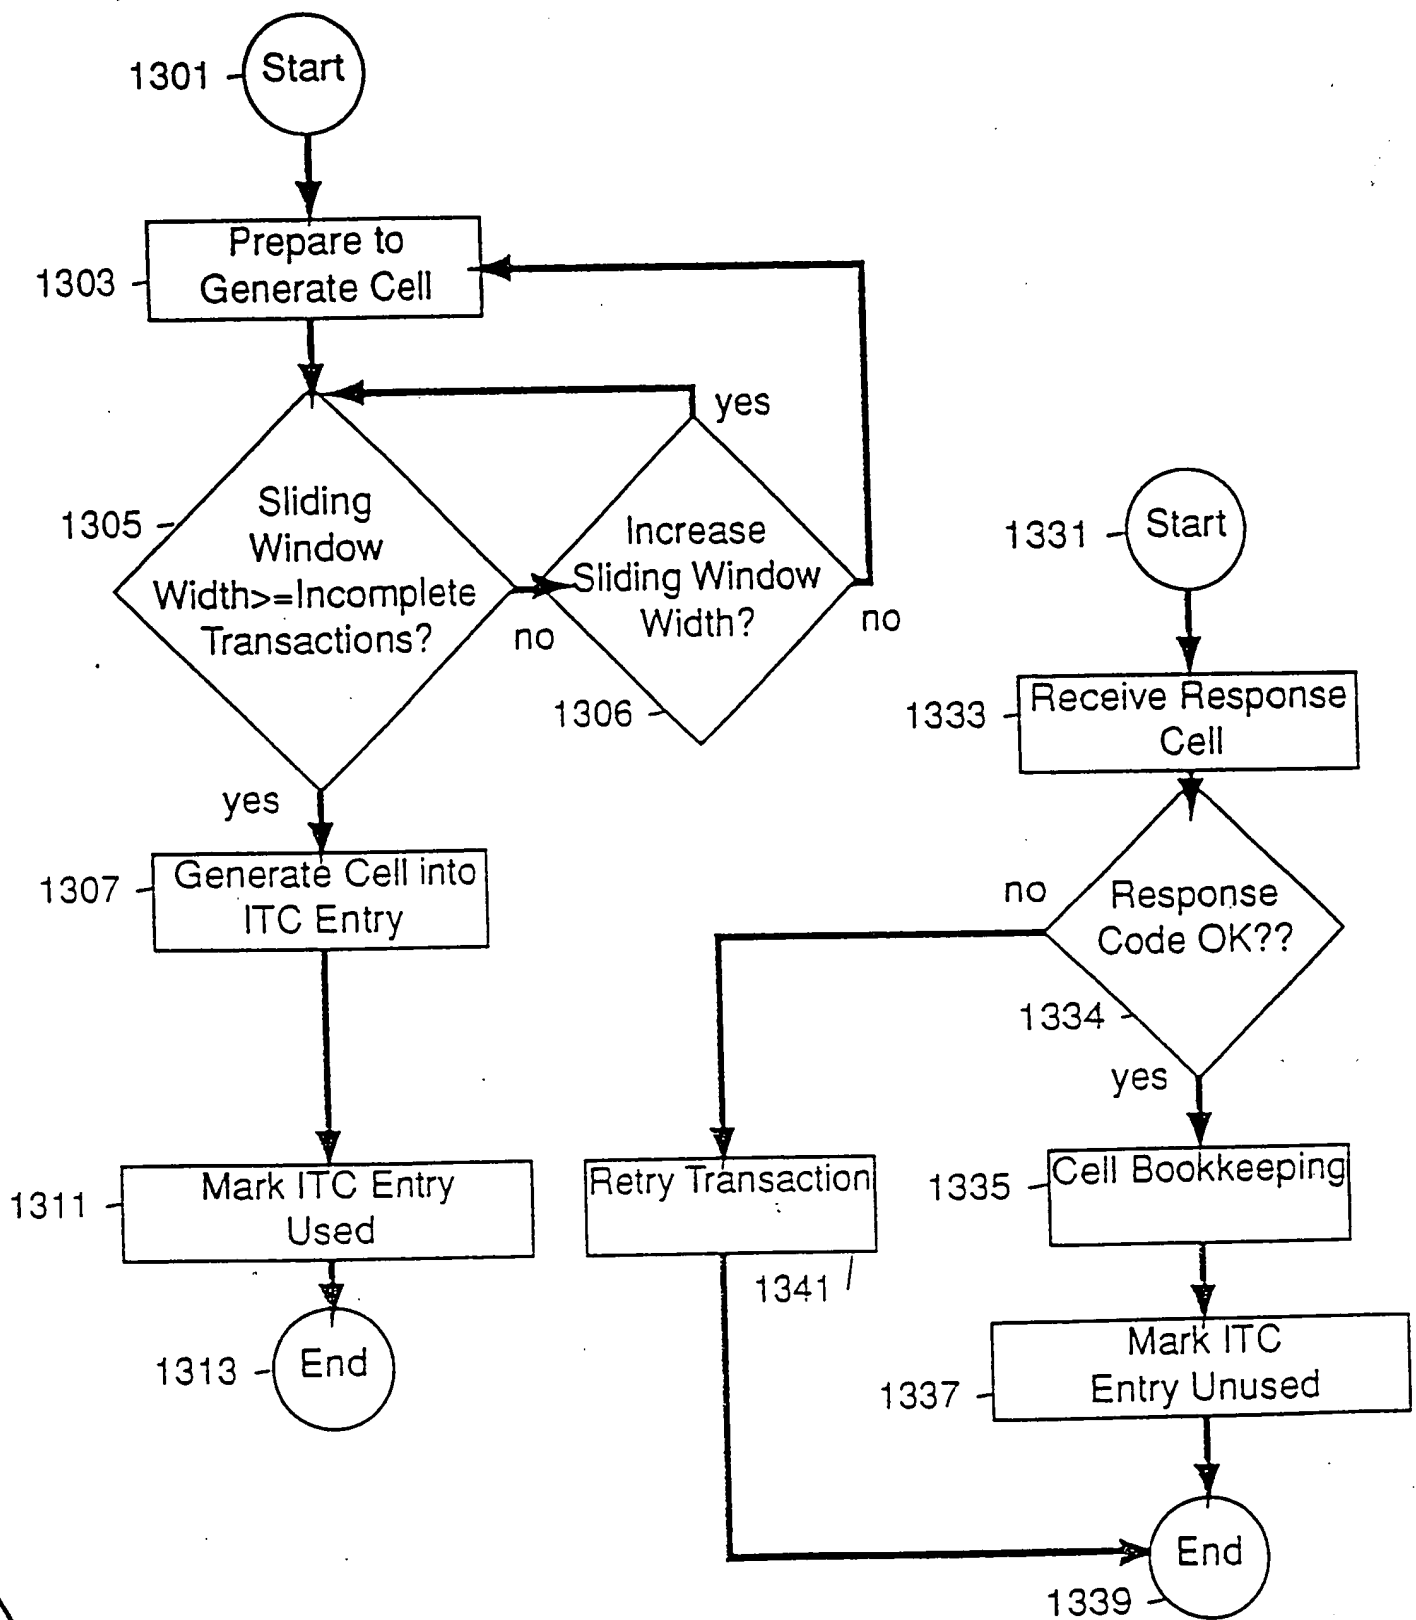 1301
Start
Prepare to
Generate Cell
1303
yes
Sliding
Window
Width>=Incomplete
Transactions?
1305
no
Increase
Sliding Window
Width?
no
1306
yes
Generate Cell into
ITC Entry
1307
Mark ITC Entry
Used
1311
End
1313
Start
1331
Receive Response
Cell
1333
no
Response
Code OK??
1334
yes
Retry Transaction
1341
Cell Bookkeeping
1335
Mark ITC
Entry Unused
1337
End
1339